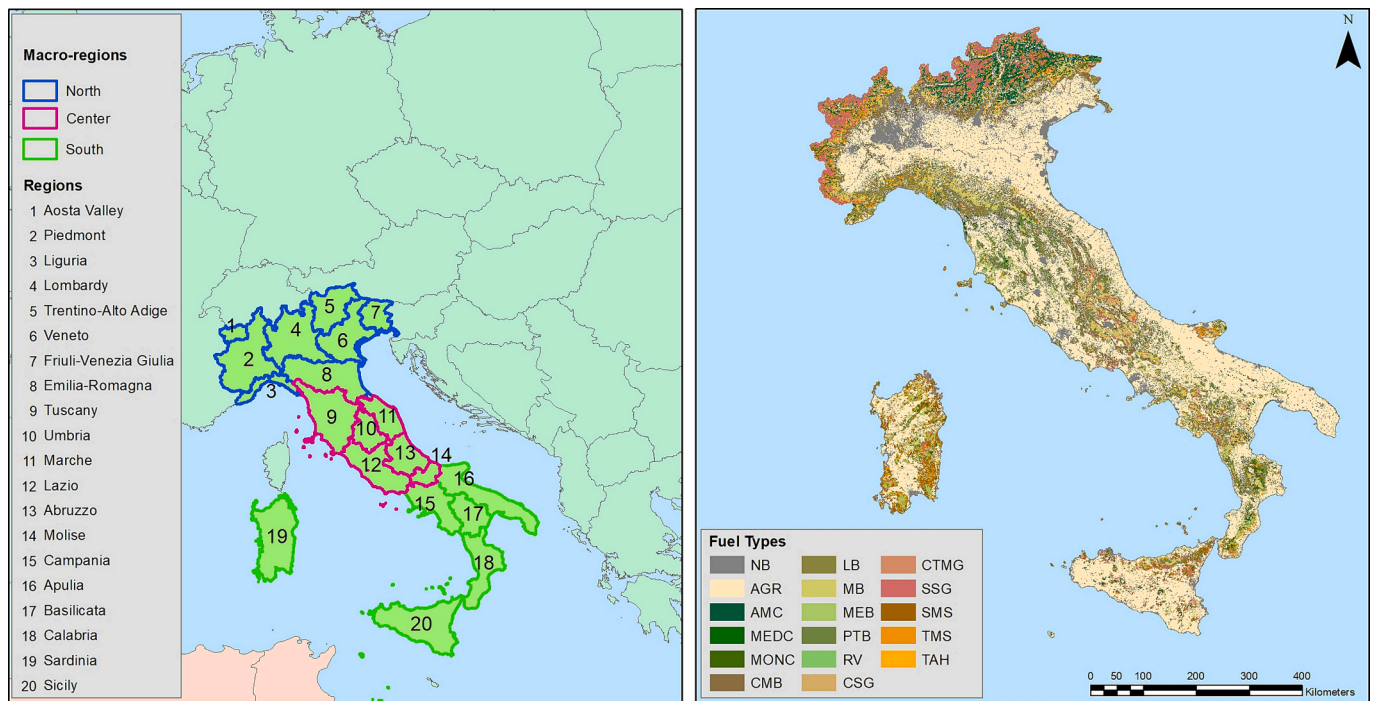 Macro-regions
North
Center
South
Regions
1 Aosta Valley
2 Piedmont
3 Liguria
4 Lombardy
5 Trentino-Alto Adige
6 Veneto
7 Friuli-Venezia Giulia
8 Emilia-Romagna
9 Tuscany
10 Umbria
11 Marche
12 Lazio
13 Abruzzo
14 Molise
15 Campania
16 Apulia
17 Basilicata
18 Calabria
19 Sardinia
20 Sicily
5
7
1
4
6
2
8
3
11
9
10
14
13
12
16
15
17
19
18
20
N
Fuel Types
NB LB CTMG
AGR MB SSG
AMC MEB SMS
MEDC PTB TMS
MONC RV TAH
CMB CSG
0 50 100 200 300 400
Kilometers